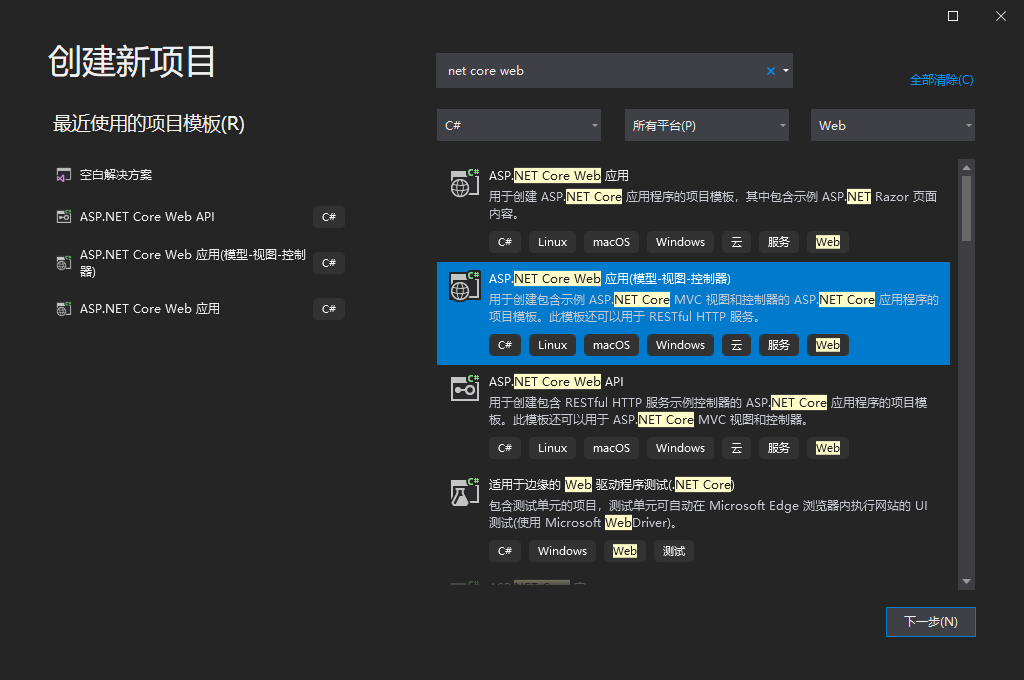 创建新项目
最近使用的项目模板(R)
空白解决方案
ASP.NET Core Web API
C#
ASP.NET Core Web 应用(模型-视图-控制
器)
C#
ASP.NET Core Web 应用
C#
net core web
全部清除(C)
C#
所有平台(P)
Web
ASP.NET Core Web 应用
用于创建 ASP.NET Core 应用程序的项目模板，其中包含示例 ASP.NET Razor 页面
内容。
C# Linux macOS Windows 云 服务 Web
ASP.NET Core Web 应用(模型-视图-控制器)
用于创建包含示例 ASP.NET Core MVC 视图和控制器的 ASP.NET Core 应用程序的
项目模板。此模板还可以用于 RESTful HTTP 服务。
C# Linux macOS Windows 云 服务 Web
ASP.NET Core Web API
用于创建包含 RESTful HTTP 服务示例控制器的 ASP.NET Core 应用程序的项目模
板。此模板还可以用于 ASP.NET Core MVC 视图和控制器。
C# Linux macOS Windows 云 服务 Web
适用于边缘的 Web 驱动程序测试(.NET Core)
包含测试单元的项目，测试单元可自动在 Microsoft Edge 浏览器内执行网站的 UI
测试(使用 Microsoft WebDriver)。
C# Windows Web 测试
下一步(N)